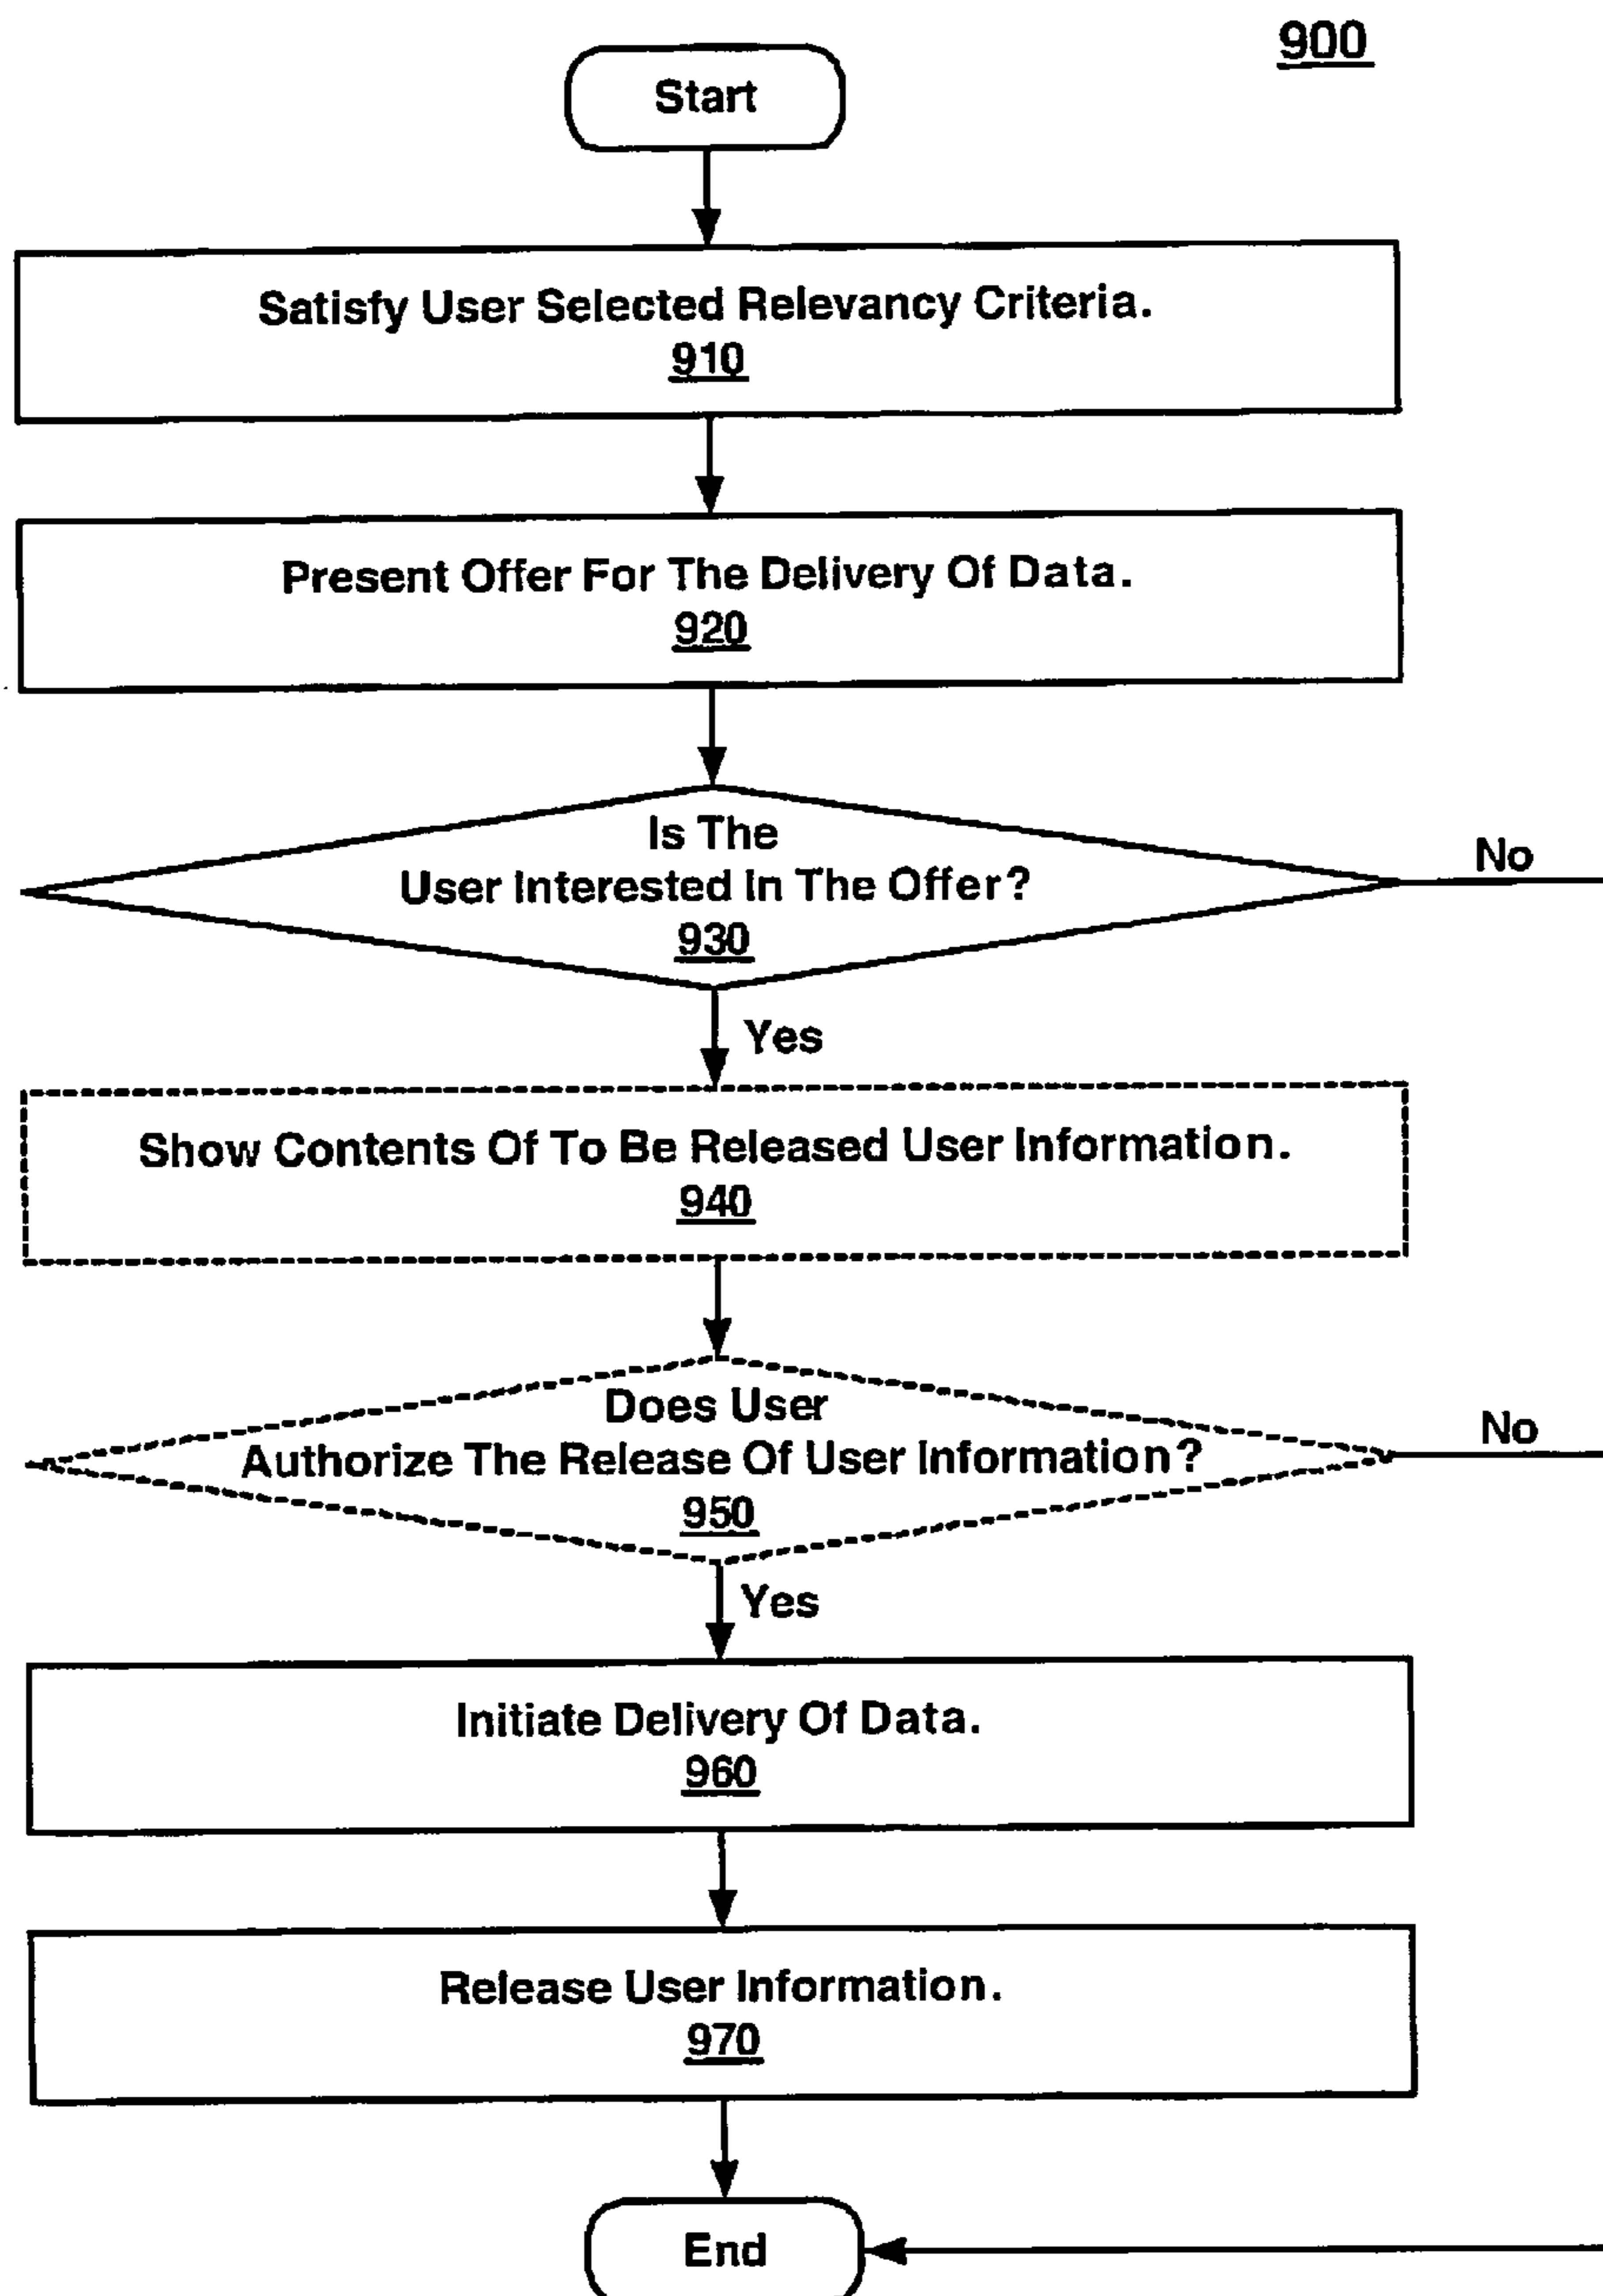 900
Start
Satisfy User Selected Relevancy Criteria.
910
Present Offer For The Delivery Of Data.
920
Is The
User Interested In The Offer?
930
No
Yes
Show Contents Of To Be Released User Information.
940
Does User
Authorize The Release Of User Information?
950
No
Yes
Initiate Delivery Of Data.
960
Release User Information.
970
End